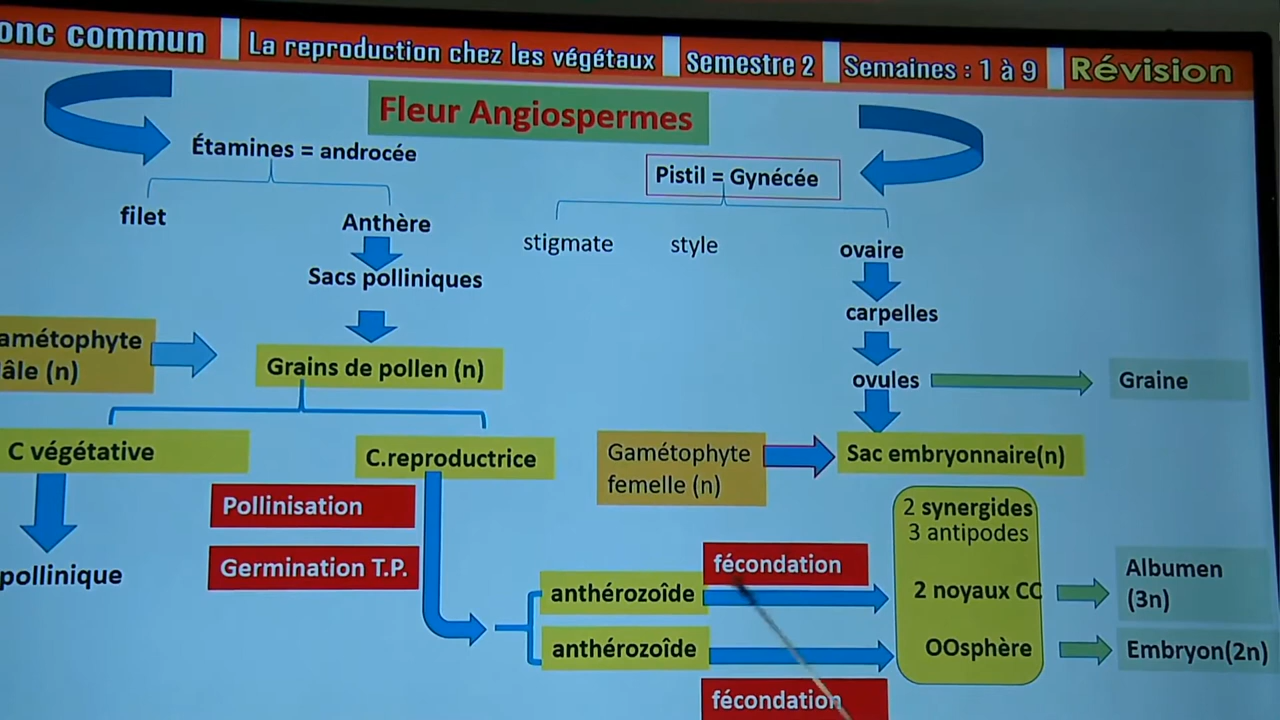 onc commun
La reproduction chez les végétaux
Semestre 2
Semaines : 1 à 9
Révision
Fleur Angiospermes
Étamines = androcée
Pistil = Gynécée
filet
Anthère
stigmate
style
ovaire
Sacs polliniques
carpelles
amétophyte
âle (n)
Grains de pollen (n)
ovules
Graine
C végétative
C.reproductrice
Gamétophyte
femelle (n)
Sac embryonnaire(n)
Pollinisation
2 synergides
3 antipodes
Germination T.P.
pollinique
fécondation
anthérozoîde
2 noyaux CC
Albumen
(3n)
anthérozoîde
OOsphère
Embryon(2n)
fécondation